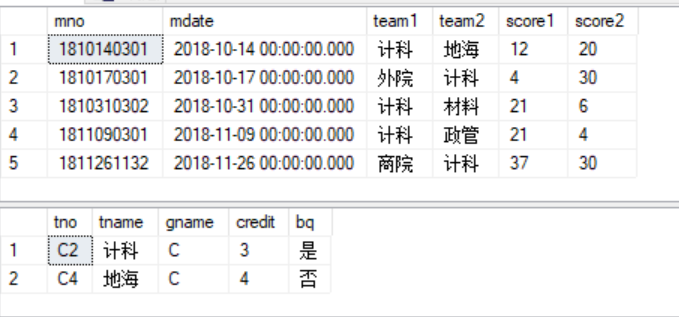 mno mdate team1 team2 score1 score2
1 1810140301 2018-10-14 00:00:00.000 计科 地海 12 20
2 1810170301 2018-10-17 00:00:00.000 外院 计科 4 30
3 1810310302 2018-10-31 00:00:00.000 计科 材料 21 6
4 1811090301 2018-11-09 00:00:00.000 计科 政管 21 4
5 1811261132 2018-11-26 00:00:00.000 商院 计科 37 30
tno tname gname credit bq
1 C2 计科 C 3 是
2 C4 地海 C 4 否